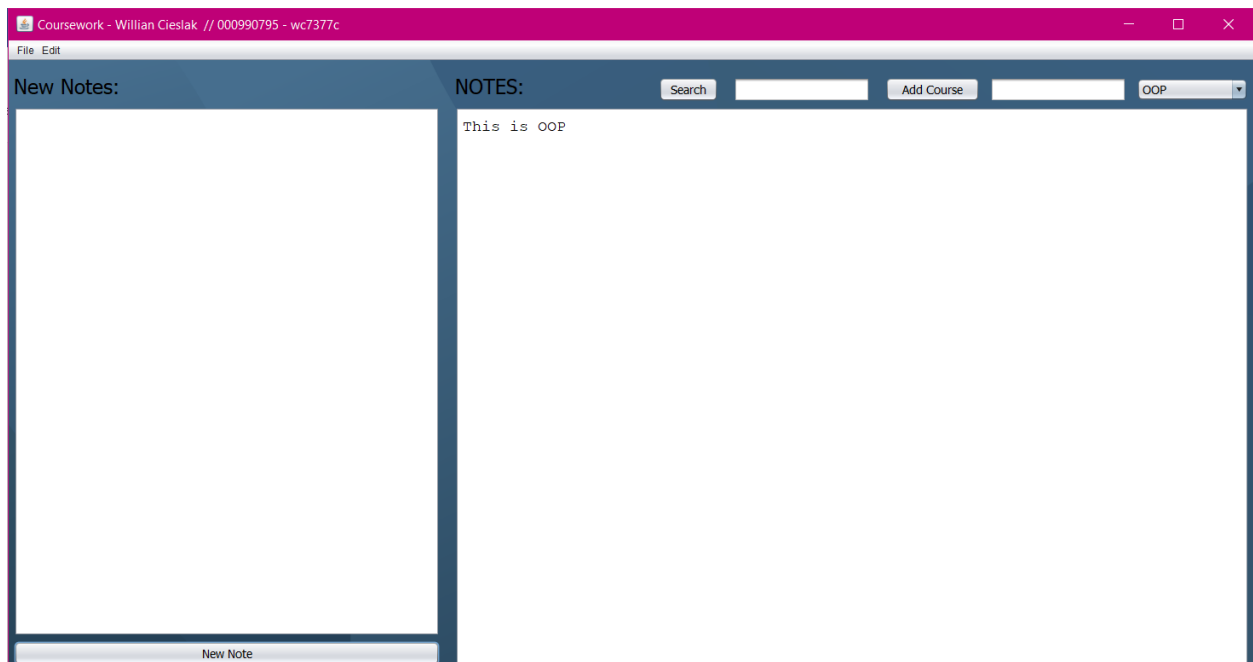 Coursework - Willian Cieslak // 000990795 - wc7377c
File Edit
New Notes:
NOTES:
Search
Add Course
OOP
This is OOP
New Note